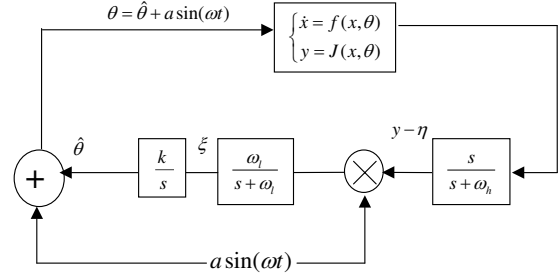 θ = θ̂ + a sin(ωt)
{ ẋ = f(x,θ)
y = J(x,θ)
θ̂
k/s
ξ
ω_l/(s + ω_l)
×
y − η
s/(s + ω_h)
+
a sin(ωt)